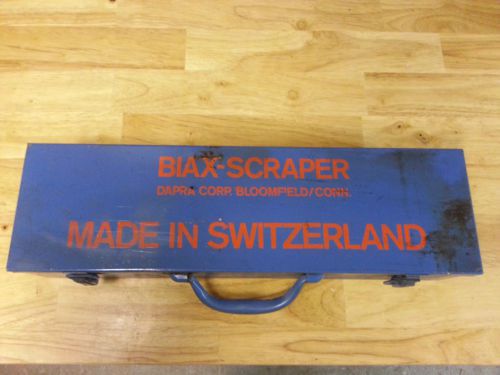 BIAX-SCRAPER
DAPRA CORP. BLOOMFIELD/CONN.
MADE IN SWITZERLAND